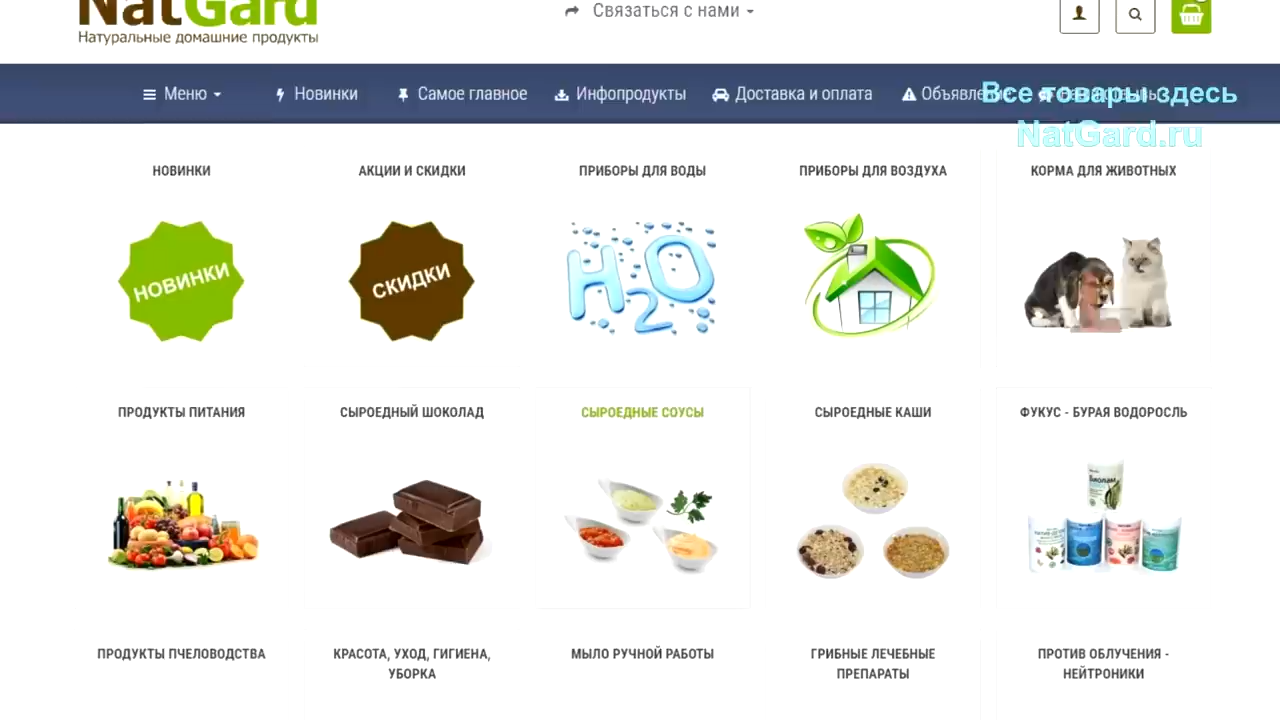 NatGard
Натуральные домашние продукты
Связаться с нами
Меню
Новинки
Самое главное
Инфопродукты
Доставка и оплата
Все товары здесь
NatGard.ru
НОВИНКИ
АКЦИИ И СКИДКИ
ПРИБОРЫ ДЛЯ ВОДЫ
ПРИБОРЫ ДЛЯ ВОЗДУХА
КОРМА ДЛЯ ЖИВОТНЫХ
НОВИНКИ
СКИДКИ
H2O
ПРОДУКТЫ ПИТАНИЯ
СЫРОЕДНЫЙ ШОКОЛАД
СЫРОЕДНЫЕ СОУСЫ
СЫРОЕДНЫЕ КАШИ
ФУКУС - БУРАЯ ВОДОРОСЛЬ
ПРОДУКТЫ ПЧЕЛОВОДСТВА
КРАСОТА, УХОД, ГИГИЕНА,
УБОРКА
МЫЛО РУЧНОЙ РАБОТЫ
ГРИБНЫЕ ЛЕЧЕБНЫЕ
ПРЕПАРАТЫ
ПРОТИВ ОБЛУЧЕНИЯ -
НЕЙТРОНИКИ